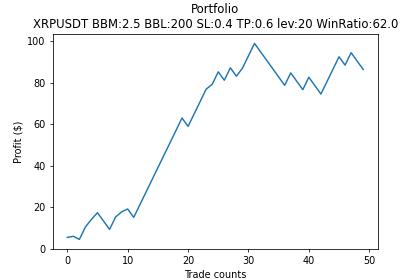 Portfolio
XRPUSDT BBM:2.5 BBL:200 SL:0.4 TP:0.6 lev:20 WinRatio:62.0
100
80
60
40
20
0
Profit ($)
0 10 20 30 40 50
Trade counts